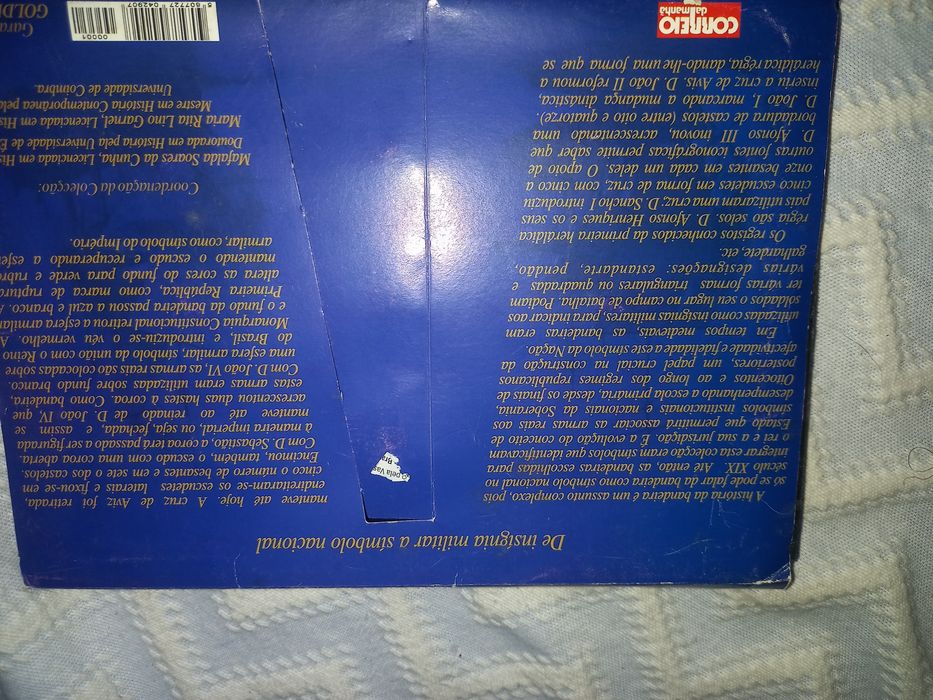 De insígnia militar a símbolo nacional
A história da bandeira é um assunto complexo, pois
só se pode falar da bandeira como símbolo nacional no
século XIX. Até então, as bandeiras escolhidas para
integrar esta colecção eram símbolos que identificavam
o rei e a sua jurisdição. É a evolução do conceito de
Estado que permitirá associar as armas reais aos
símbolos institucionais e nacionais da Soberania,
desempenhando a escola primária, desde os finais de
Oitocentos e ao longo dos regimes republicanos
posteriores, um papel crucial na construção da
afectividade e fidelidade a este símbolo da Nação.
Em tempos medievais, as bandeiras eram
utilizadas como insígnias militares, para indicar aos
soldados o seu lugar no campo de batalha. Podiam
ter várias formas triangulares ou quadradas e
várias designações: estandarte, pendão,
galhardete, etc.
Os registos conhecidos da primeira heráldica
régia são selos. D. Afonso Henriques e os seus
pais utilizaram uma cruz; D. Sancho I introduziu
cinco escudetes em forma de cruz, com cinco a
onze besantes em cada um deles. O apoio de
outras fontes iconográficas permite saber que
D. Afonso III inovou, acrescentando uma
bordadura de castelos (entre oito e quatorze).
D. João I, marcando a mudança dinástica,
inseriu a cruz de Avis. D. João II reformou a
heráldica régia, dando-lhe uma forma que se
CORREIO
da manhã
manteve até hoje. A cruz de Aviz foi retirada,
endireitaram-se os escudetes laterais e fixou-se em
cinco o número de besantes e em sete o dos castelos.
Encimou, também, o escudo com uma coroa aberta.
Com D. Sebastião, a coroa terá passado a ser figurada
à maneira imperial, ou seja, fechada, e assim se
manteve até ao reinado de D. João IV, que
acrescentou duas hastes à coroa. Como bandeira,
estas armas eram utilizadas sobre fundo branco.
Com D. João VI, as armas reais são colocadas sobre
uma esfera armilar, símbolo da união com o Reino
do Brasil, e introduziu-se o véu vermelho. A
Monarquia Constitucional retirou a esfera armilar
e o fundo da bandeira passou a azul e branco. A
Primeira República, como marca de ruptura
altera as cores do fundo para verde e rubro
mantendo o escudo e recuperando a esfera
armilar, como símbolo do Império.
Coordenação da Colecção:
Mafalda Soares da Cunha, Licenciada em His
Doutorada em História pela Universidade de É
Maria Rita Lino Garnel, Licenciada em His
Mestre em História Contemporânea pela
Universidade de Coimbra.
00001
5 607727 042907
Gara
GOLDE
o pela Vas
Bra